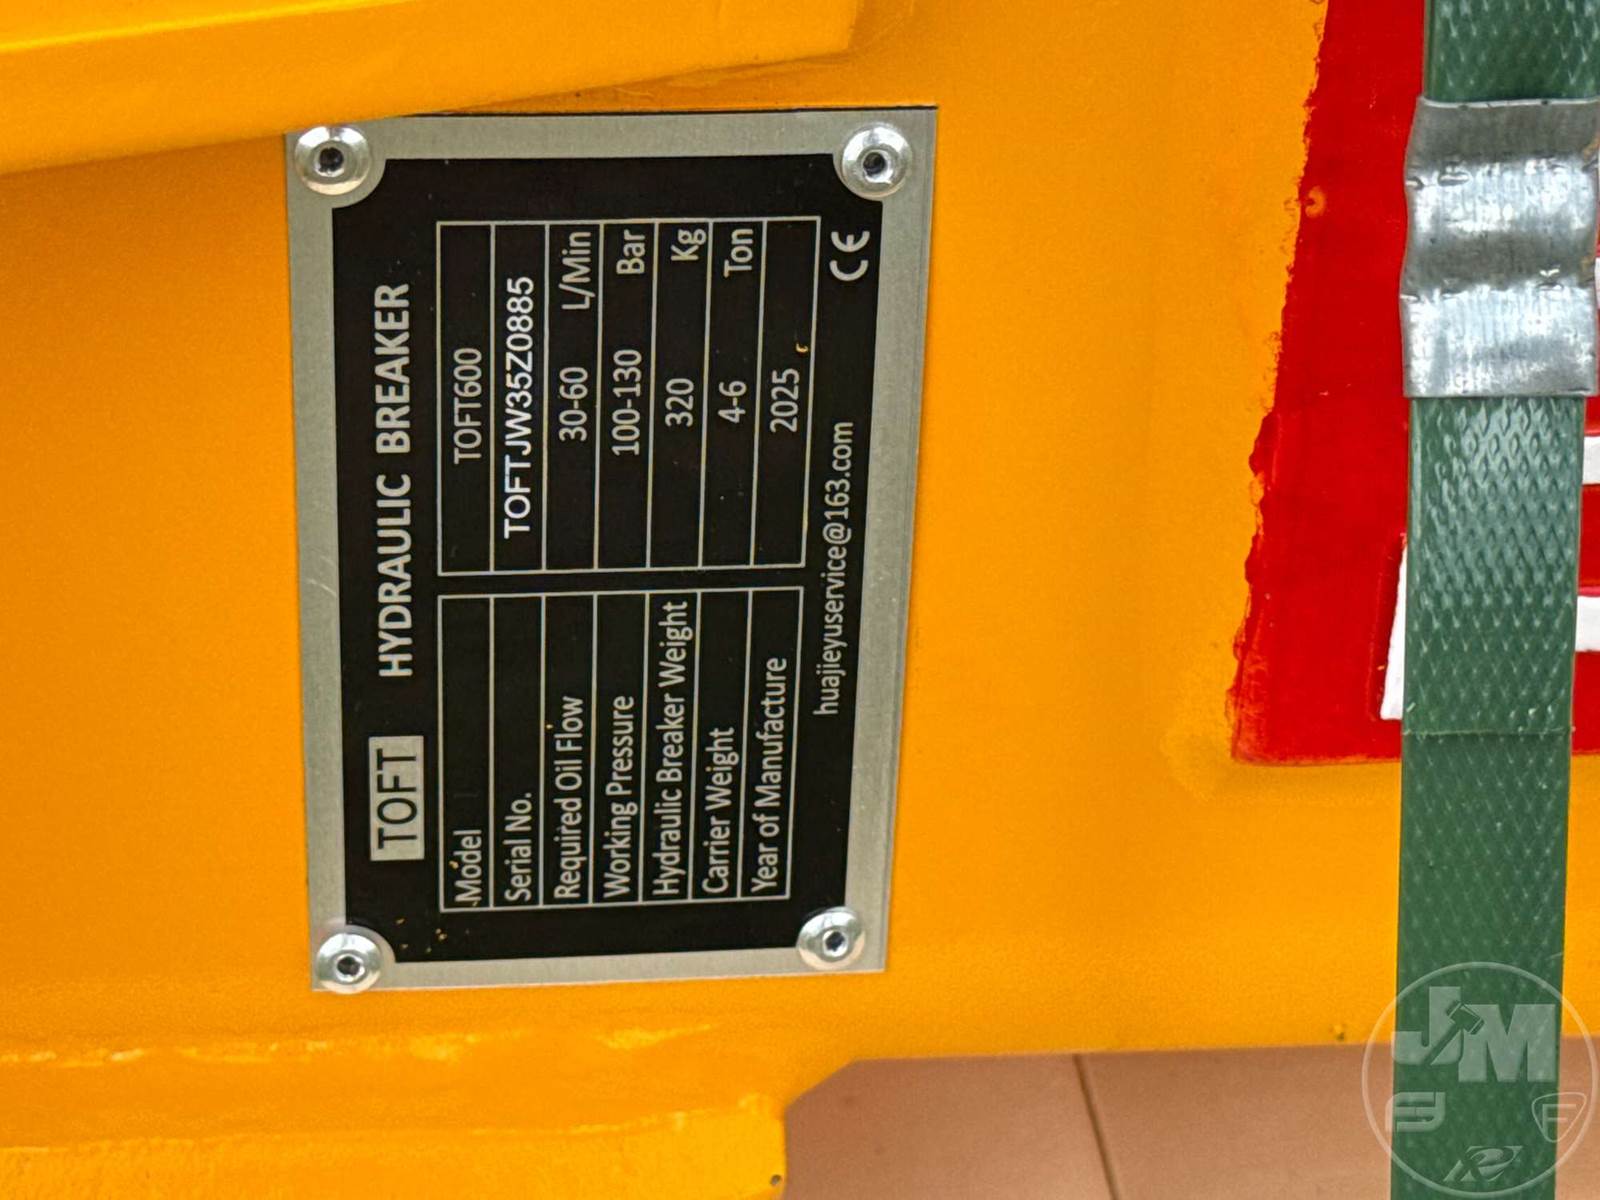 TOFT HYDRAULIC BREAKER
Model TOFT600
Serial No. TOFTJW35Z0885
Required Oil Flow 30-60 L/Min
Working Pressure 100-130 Bar
Hydraulic Breaker Weight 320 Kg
Carrier Weight 4-6 Ton
Year of Manufacture 2025
huajieyuservice@163.com CE
JM